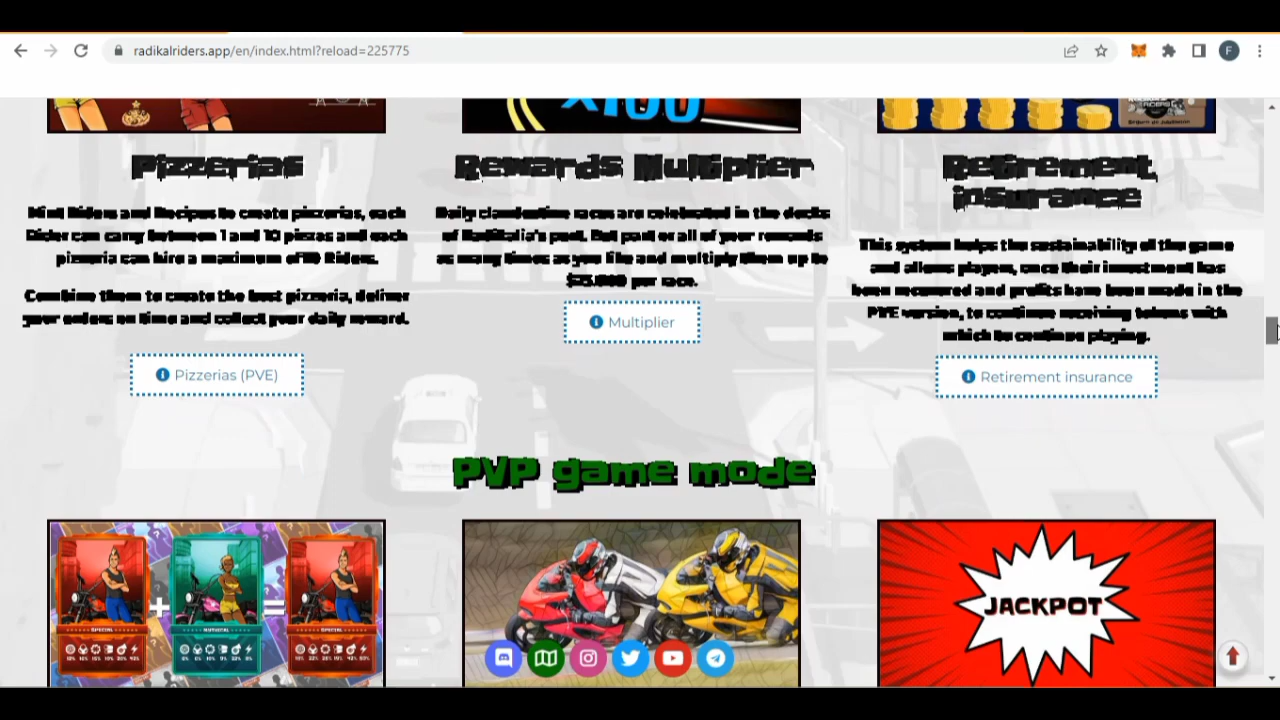 radikalriders.app/en/index.html?reload=225775
F
x100
Pizzerias
Rewards Multiplier
Retirement
insurance
Mint Riders and Recipes to create pizzerias, each
Rider can carry between 1 and 10 pizzas and each
pizzeria can hire a maximum of 10 Riders.
Combine them to create the best pizzeria, deliver
your orders on time and collect your daily reward.
Pizzerias (PVE)
Daily clandestine races are celebrated in the docks
of port. Bet part or all of your rewards
as many times as you like and multiply them up to
per race.
Multiplier
This system helps the sustainability of the game
and allows players, once their investment has
been recovered and profits have been made in the
PVE version, to continue receiving tokens with
which to continue playing.
Retirement insurance
PVP game mode
SPECIAL
SPECIAL
+
=
JACKPOT